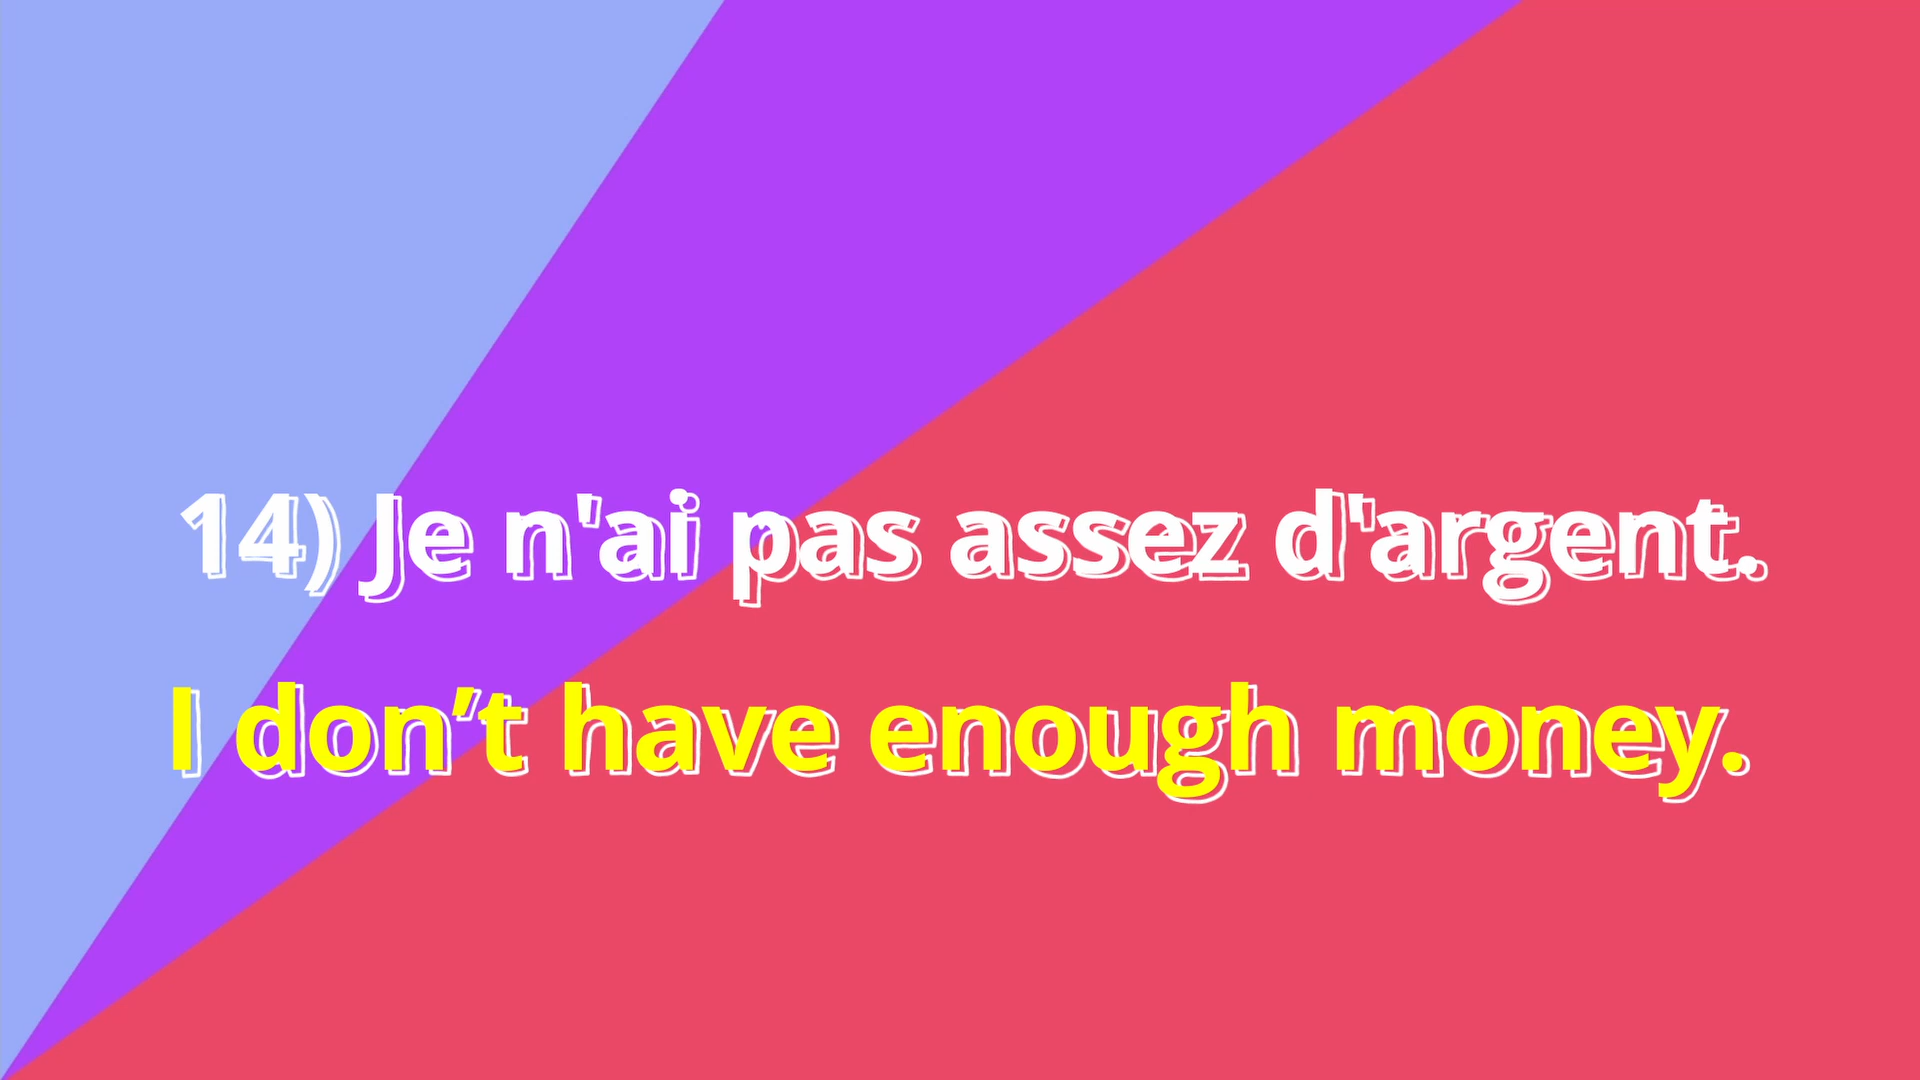 14) Je n'ai pas assez d'argent.
I don’t have enough money.